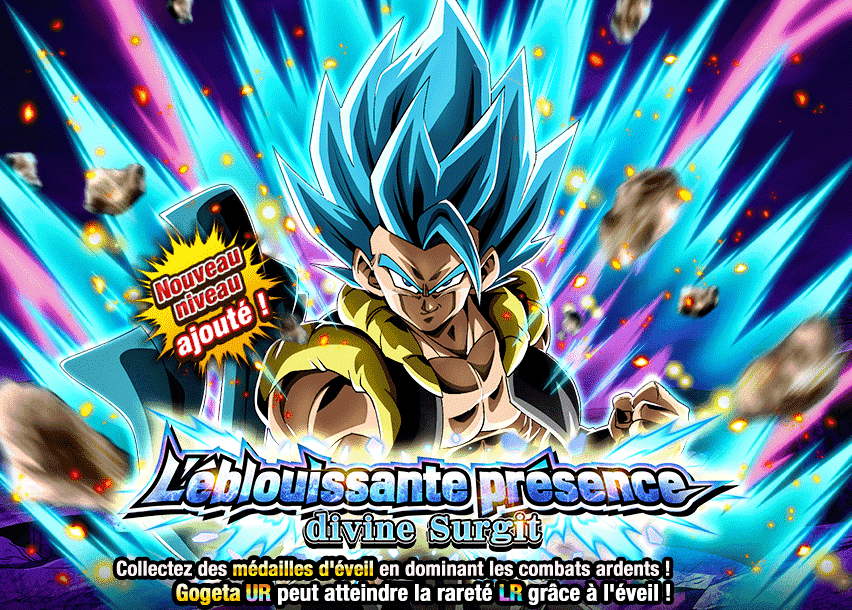 Nouveau
niveau
ajouté !
L'éblouissante présence
divine Surgit
Collectez des médailles d'éveil en dominant les combats ardents !
Gogeta UR peut atteindre la rareté LR grâce à l'éveil !